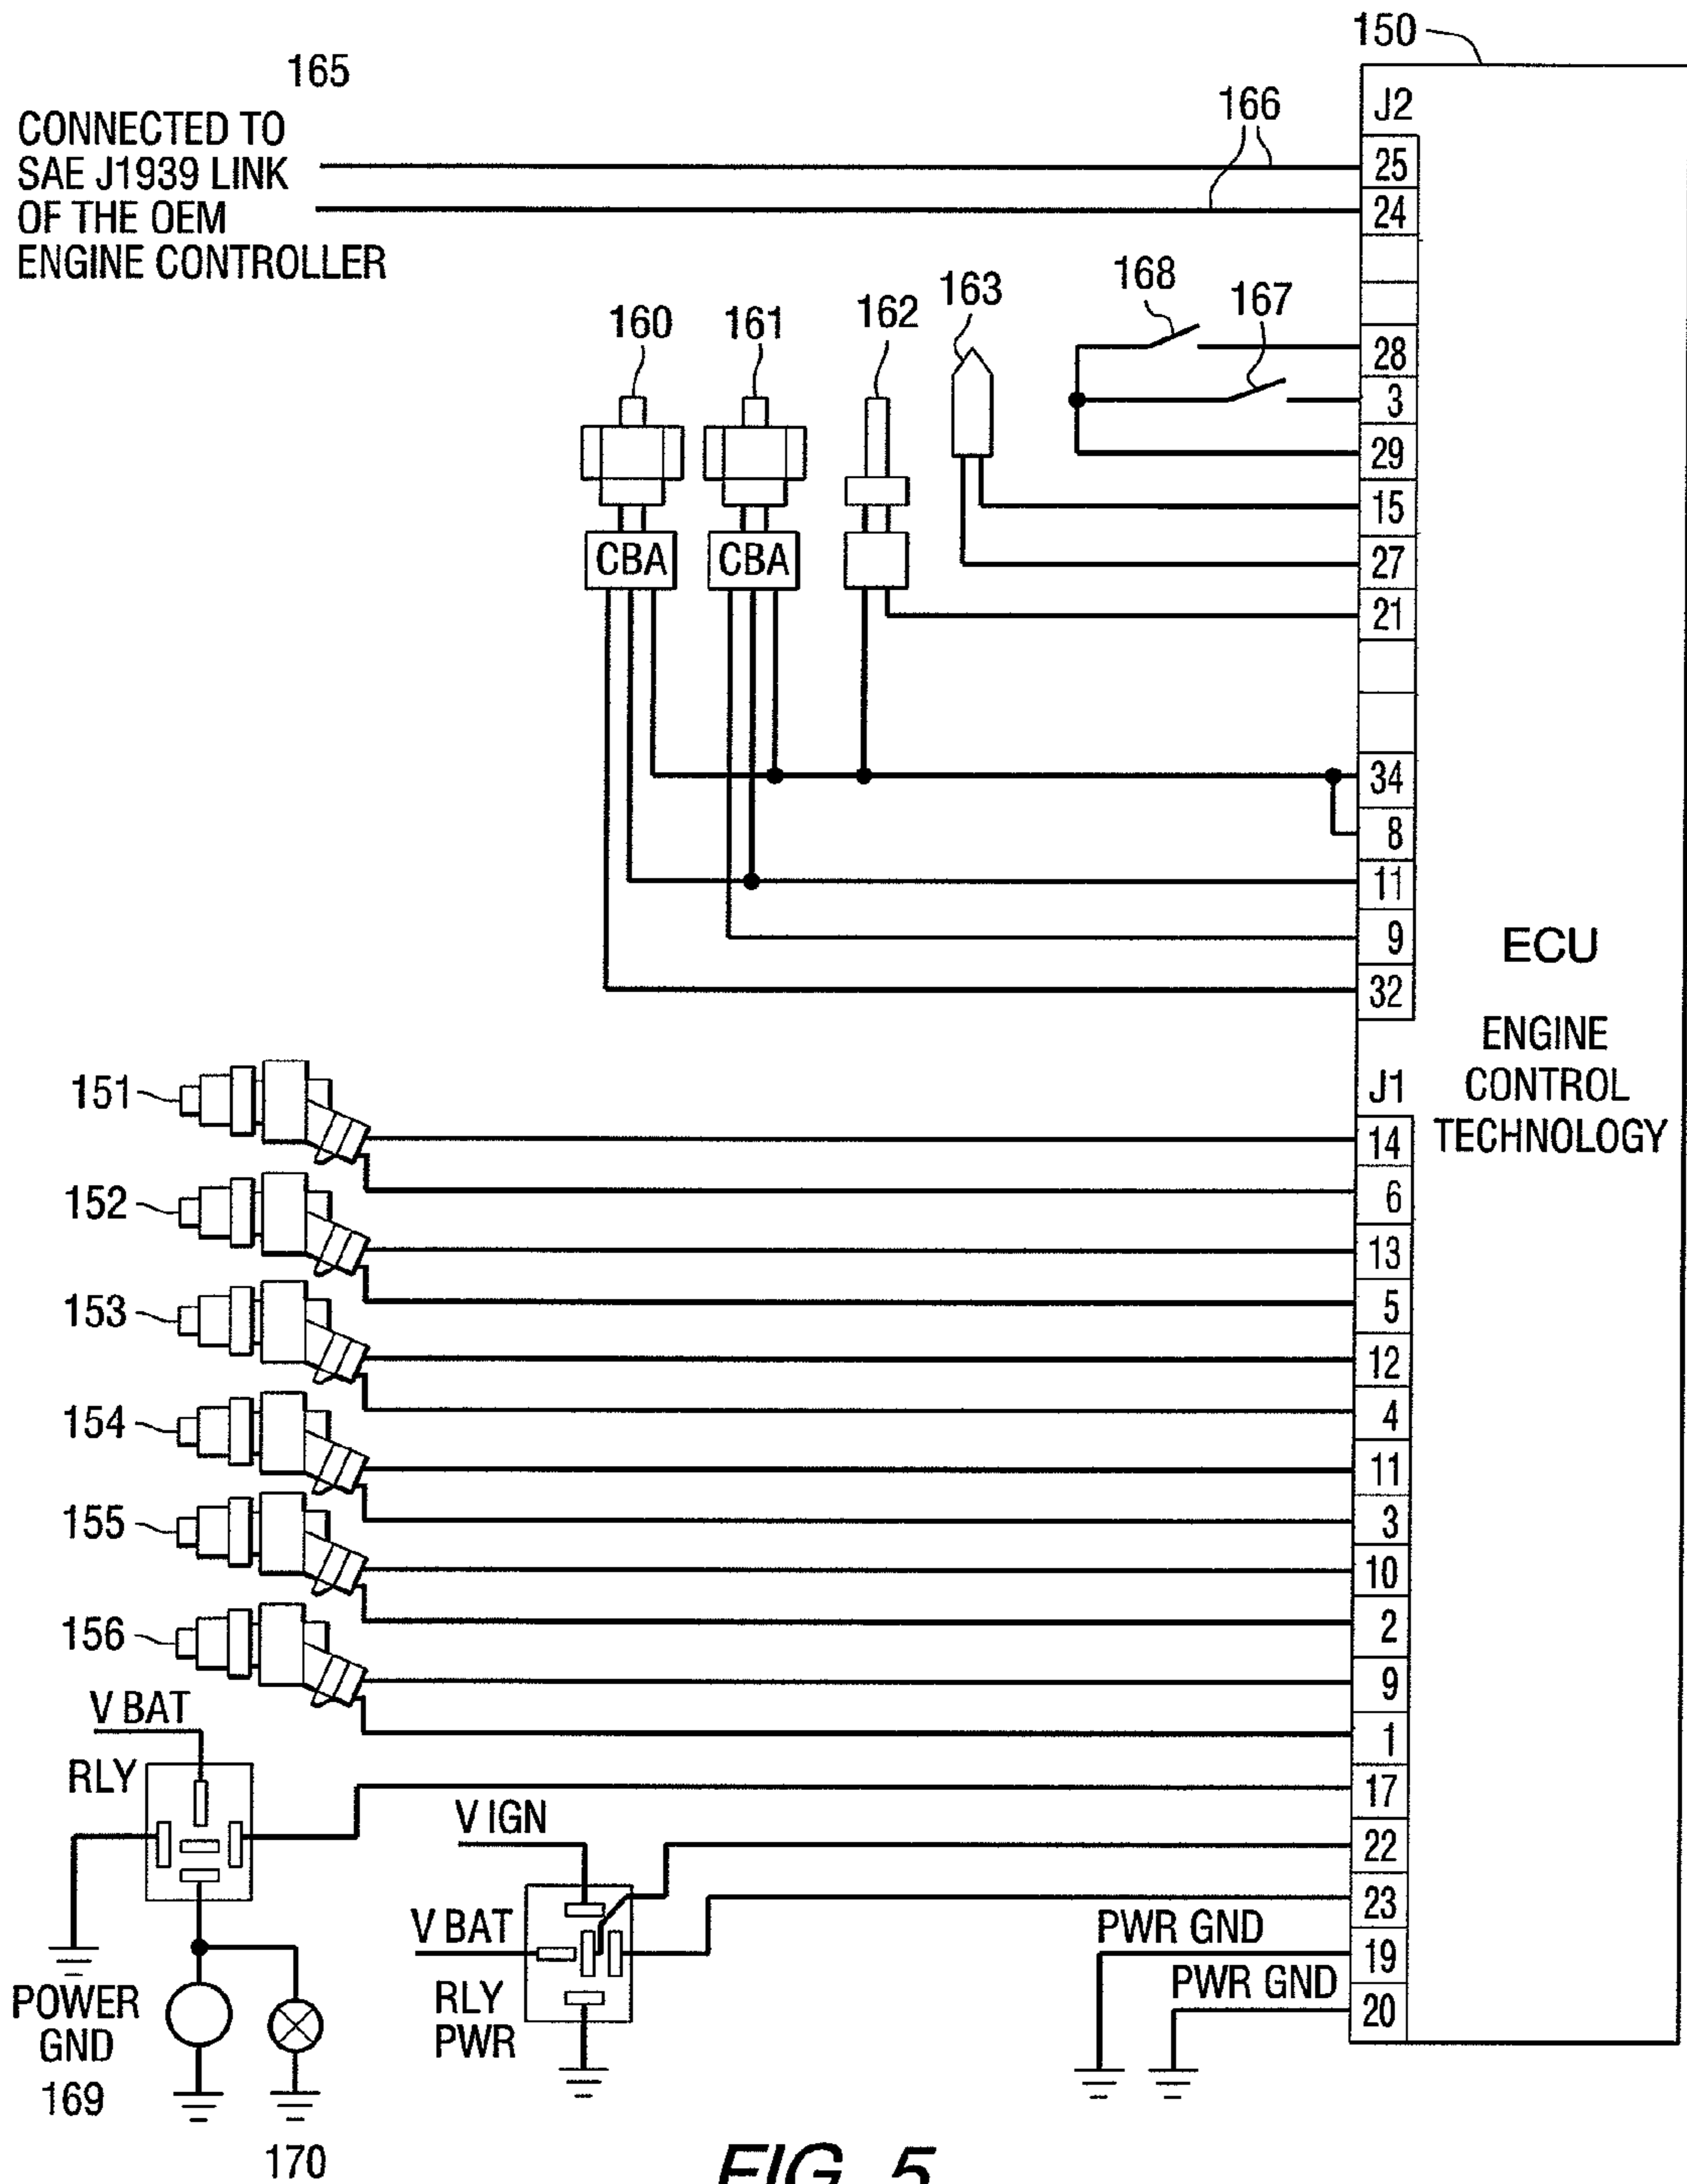 150
165
CONNECTED TO
SAE J1939 LINK
OF THE OEM
ENGINE CONTROLLER
166
J2
25
24
168
167
163
162
160
161
28
3
29
15
27
21
CBA
CBA
34
8
11
9
32
ECU
ENGINE
CONTROL
TECHNOLOGY
J1
151
14
6
152
13
5
153
12
4
154
11
3
155
10
2
156
9
1
V BAT
RLY
17
V IGN
22
V BAT
23
RLY
PWR
PWR GND
19
PWR GND
20
POWER
GND
169
170
FIG. 5